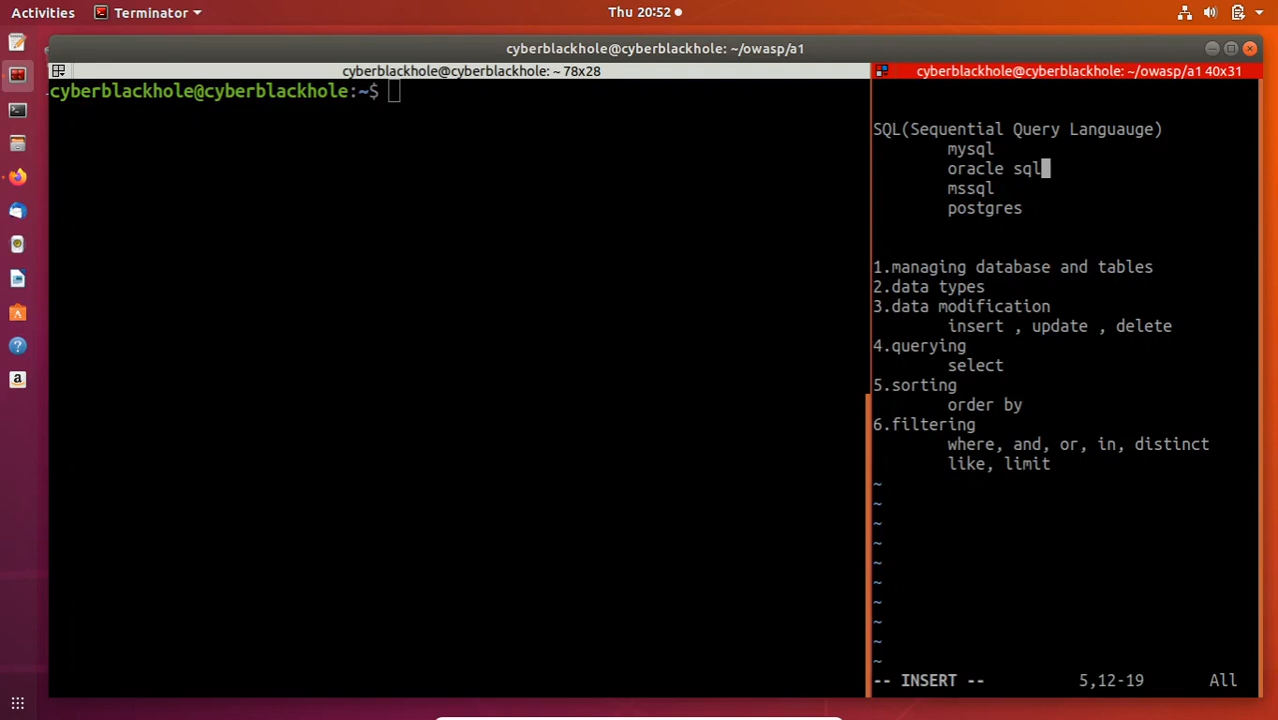 Activities
Terminator
Thu 20:52
cyberblackhole@cyberblackhole: ~/owasp/a1
cyberblackhole@cyberblackhole: ~ 78x28
cyberblackhole@cyberblackhole:~$
cyberblackhole@cyberblackhole: ~/owasp/a1 40x31
SQL(Sequential Query Languauge)
mysql
oracle sql
mssql
postgres
1.managing database and tables
2.data types
3.data modification
insert , update , delete
4.querying
select
5.sorting
order by
6.filtering
where, and, or, in, distinct
like, limit
~
~
~
~
~
~
~
~
~
~
-- INSERT --
5,12-19
All